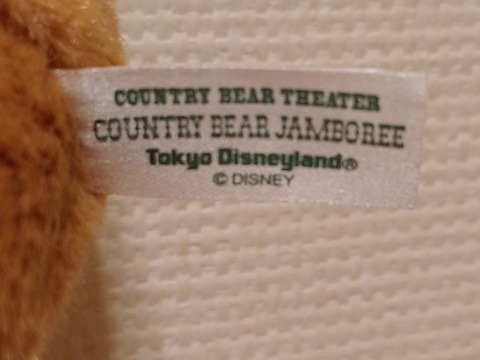 COUNTRY BEAR THEATER
COUNTRY BEAR JAMBOREE
Tokyo Disneyland®
© DISNEY